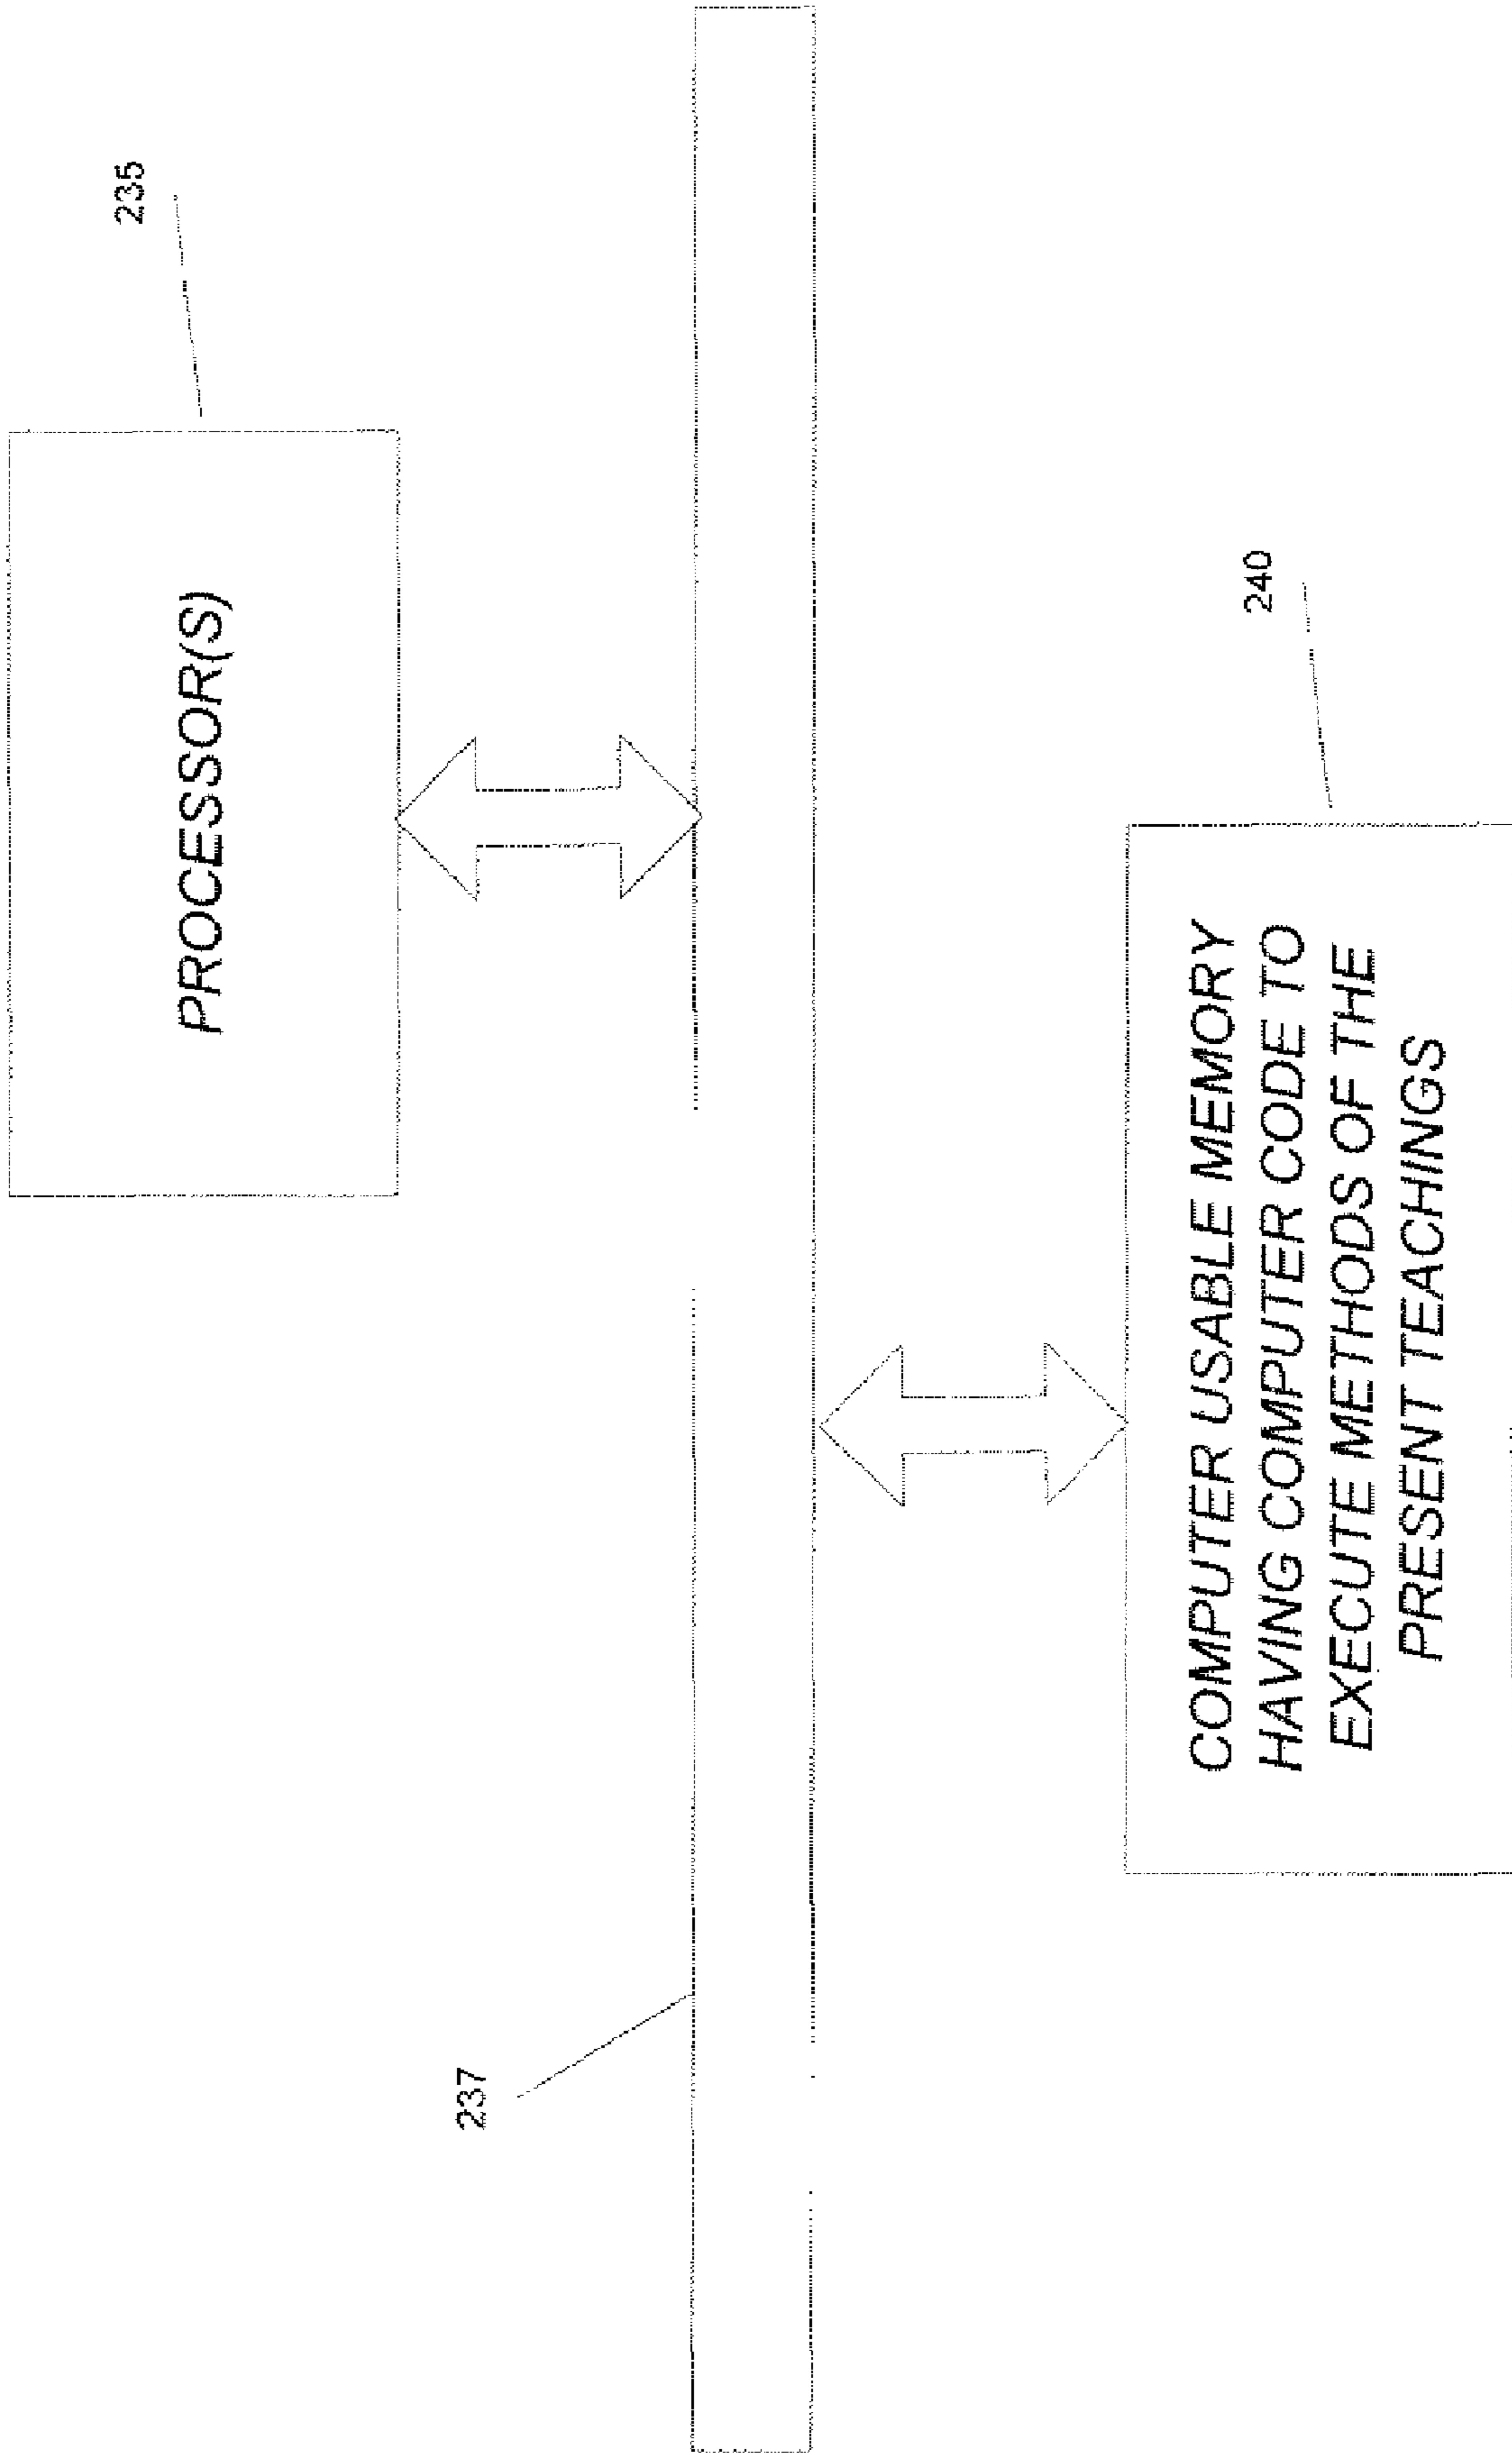 235
PROCESSOR(S)
237
240
COMPUTER USABLE MEMORY
HAVING COMPUTER CODE TO
EXECUTE METHODS OF THE
PRESENT TEACHINGS